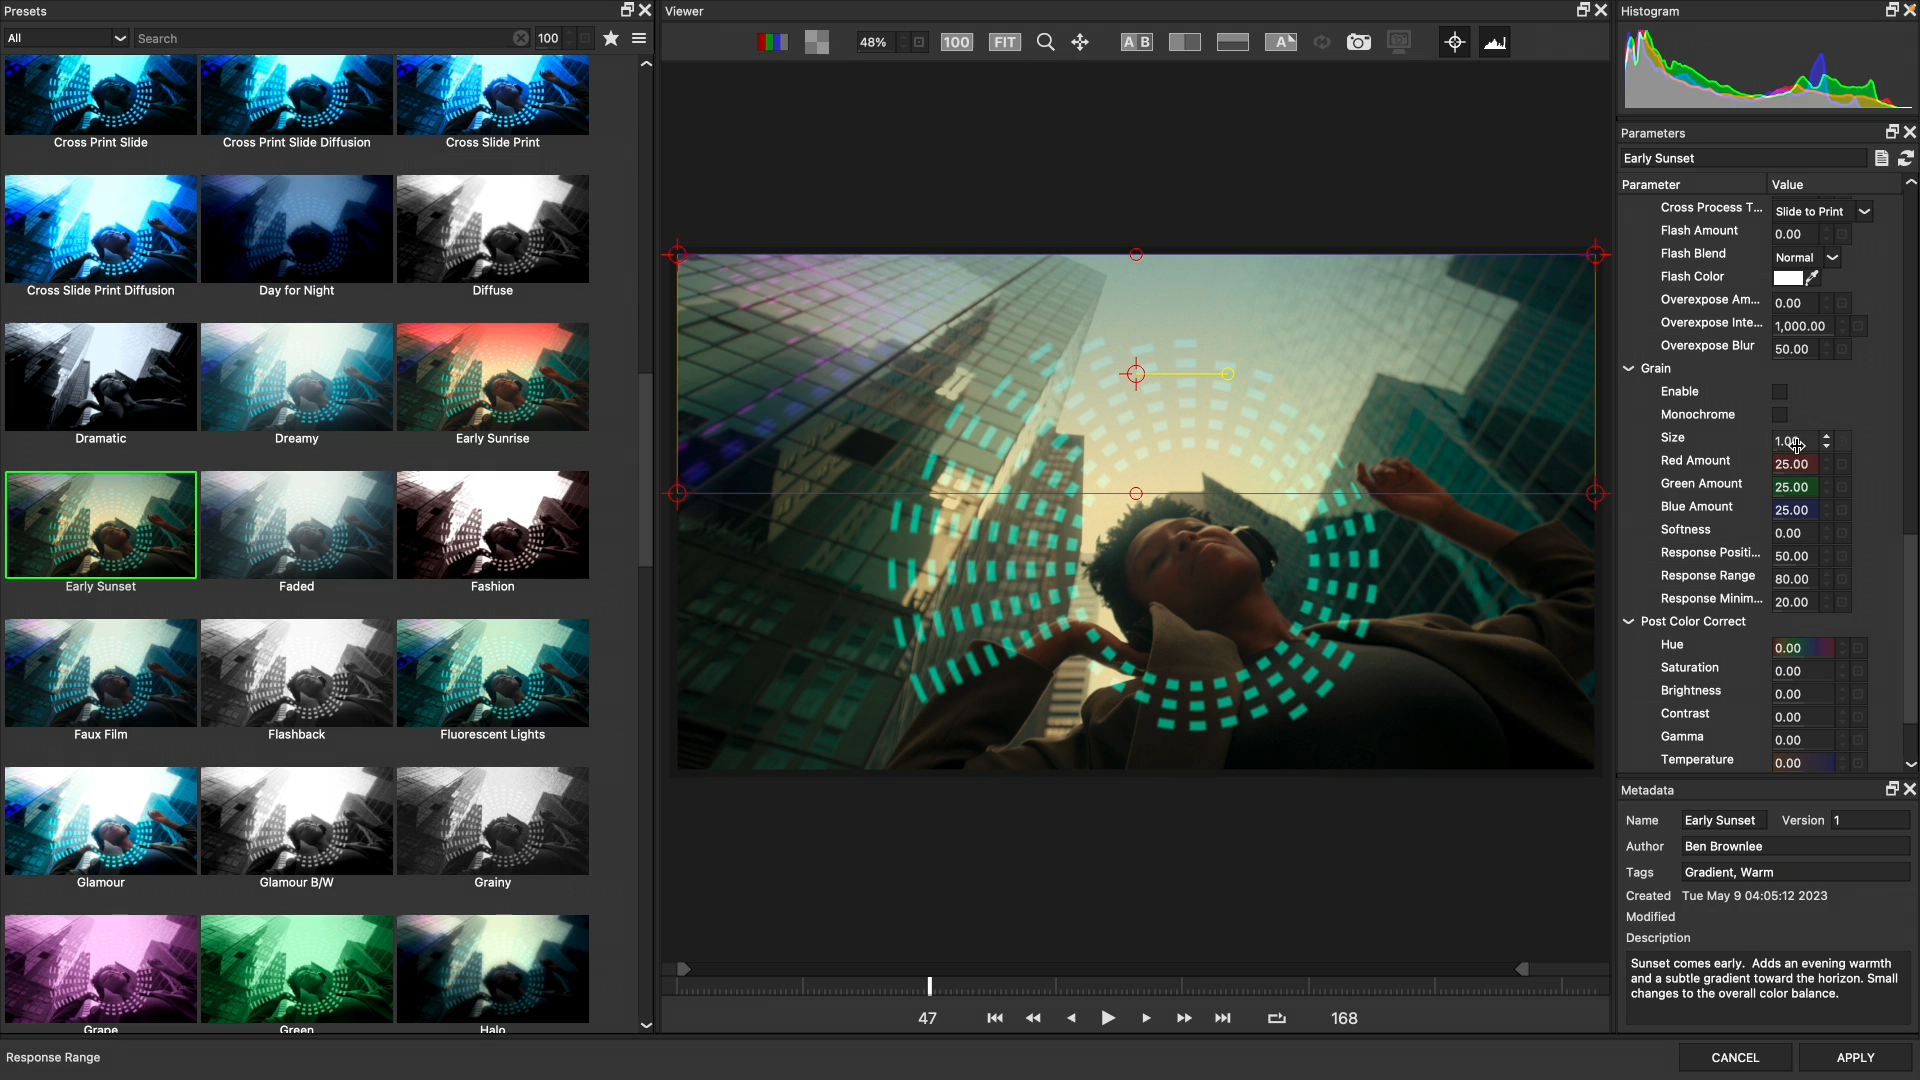 Presets
All
Search
100
Cross Print Slide
Cross Print Slide Diffusion
Cross Slide Print
Cross Slide Print Diffusion
Day for Night
Diffuse
Dramatic
Dreamy
Early Sunrise
Early Sunset
Faded
Fashion
Faux Film
Flashback
Fluorescent Lights
Glamour
Glamour B/W
Grainy
Grape
Green
Halo
Viewer
48%
100
FIT
A B
A
47
168
Histogram
Parameters
Early Sunset
Parameter Value
Cross Process T... Slide to Print
Flash Amount 0.00
Flash Blend Normal
Flash Color
Overexpose Am... 0.00
Overexpose Inte... 1,000.00
Overexpose Blur 50.00
Grain
Enable
Monochrome
Size 1.00
Red Amount 25.00
Green Amount 25.00
Blue Amount 25.00
Softness 0.00
Response Positi... 50.00
Response Range 80.00
Response Minim... 20.00
Post Color Correct
Hue 0.00
Saturation 0.00
Brightness 0.00
Contrast 0.00
Gamma 0.00
Temperature 0.00
Metadata
Name Early Sunset Version 1
Author Ben Brownlee
Tags Gradient, Warm
Created Tue May 9 04:05:12 2023
Modified
Description
Sunset comes early. Adds an evening warmth
and a subtle gradient toward the horizon. Small
changes to the overall color balance.
Response Range
CANCEL
APPLY